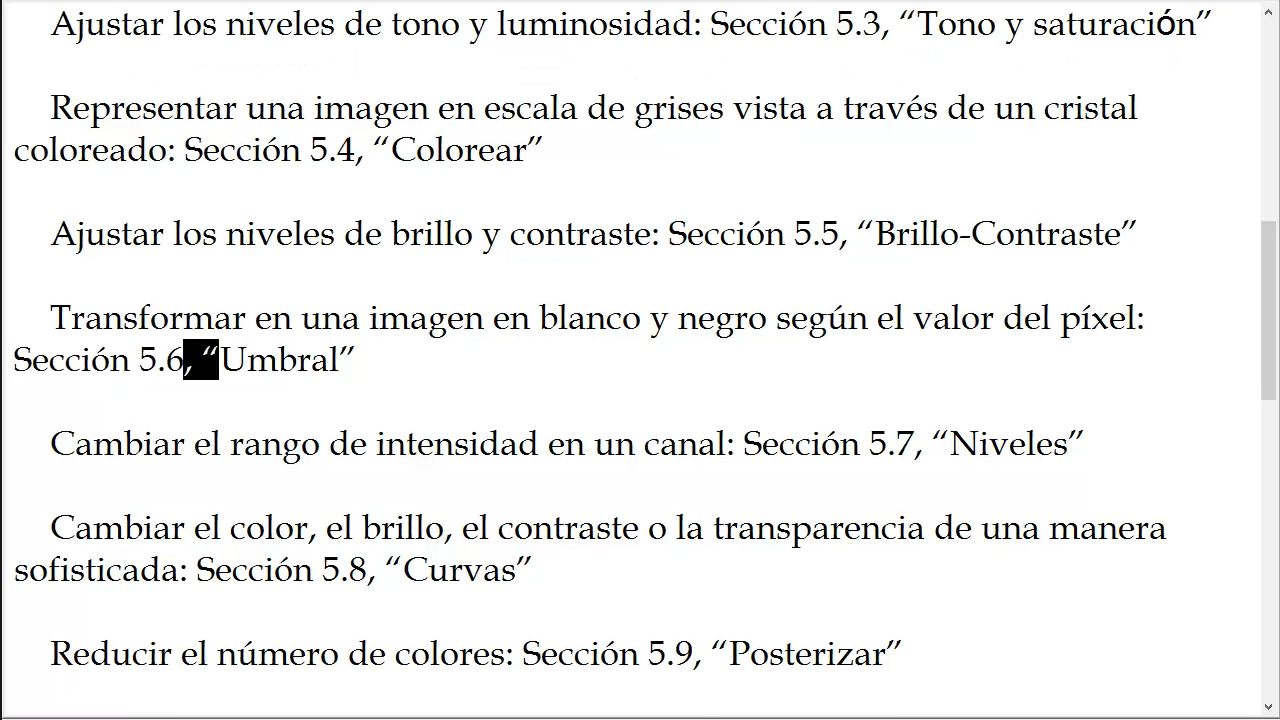 Ajustar los niveles de tono y luminosidad: Sección 5.3, “Tono y saturación”
Representar una imagen en escala de grises vista a través de un cristal
coloreado: Sección 5.4, “Colorear”
Ajustar los niveles de brillo y contraste: Sección 5.5, “Brillo-Contraste”
Transformar en una imagen en blanco y negro según el valor del píxel:
Sección 5.6, “Umbral”
Cambiar el rango de intensidad en un canal: Sección 5.7, “Niveles”
Cambiar el color, el brillo, el contraste o la transparencia de una manera
sofisticada: Sección 5.8, “Curvas”
Reducir el número de colores: Sección 5.9, “Posterizar”